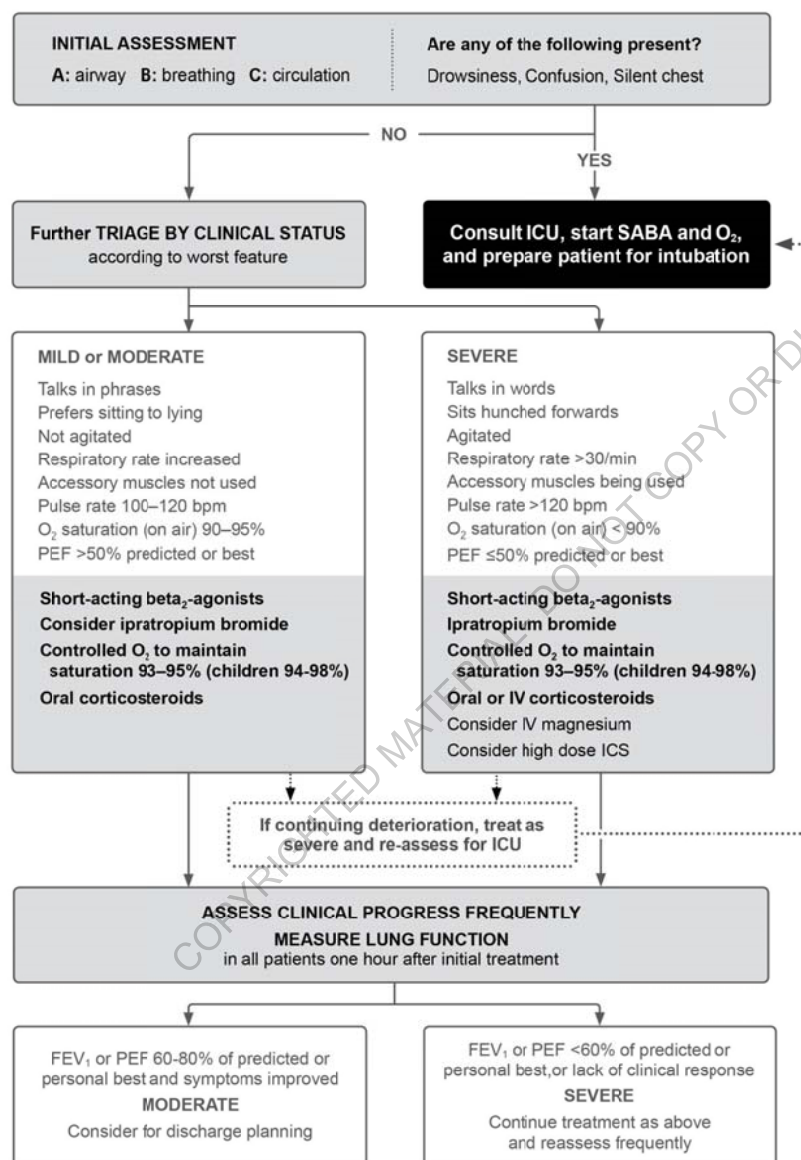 INITIAL ASSESSMENT
A: airway B: breathing C: circulation
Are any of the following present?
Drowsiness, Confusion, Silent chest
NO
YES
Further TRIAGE BY CLINICAL STATUS
according to worst feature
Consult ICU, start SABA and O₂,
and prepare patient for intubation
MILD or MODERATE
Talks in phrases
Prefers sitting to lying
Not agitated
Respiratory rate increased
Accessory muscles not used
Pulse rate 100–120 bpm
O₂ saturation (on air) 90–95%
PEF >50% predicted or best
Short-acting beta₂-agonists
Consider ipratropium bromide
Controlled O₂ to maintain
saturation 93–95% (children 94-98%)
Oral corticosteroids
SEVERE
Talks in words
Sits hunched forwards
Agitated
Respiratory rate >30/min
Accessory muscles being used
Pulse rate >120 bpm
O₂ saturation (on air) < 90%
PEF ≤50% predicted or best
Short-acting beta₂-agonists
Ipratropium bromide
Controlled O₂ to maintain
saturation 93–95% (children 94-98%)
Oral or IV corticosteroids
Consider IV magnesium
Consider high dose ICS
If continuing deterioration, treat as
severe and re-assess for ICU
ASSESS CLINICAL PROGRESS FREQUENTLY
MEASURE LUNG FUNCTION
in all patients one hour after initial treatment
FEV₁ or PEF 60-80% of predicted or
personal best and symptoms improved
MODERATE
Consider for discharge planning
FEV₁ or PEF <60% of predicted or
personal best,or lack of clinical response
SEVERE
Continue treatment as above
and reassess frequently
COPYRIGHTED MATERIAL- DO NOT COPY OR